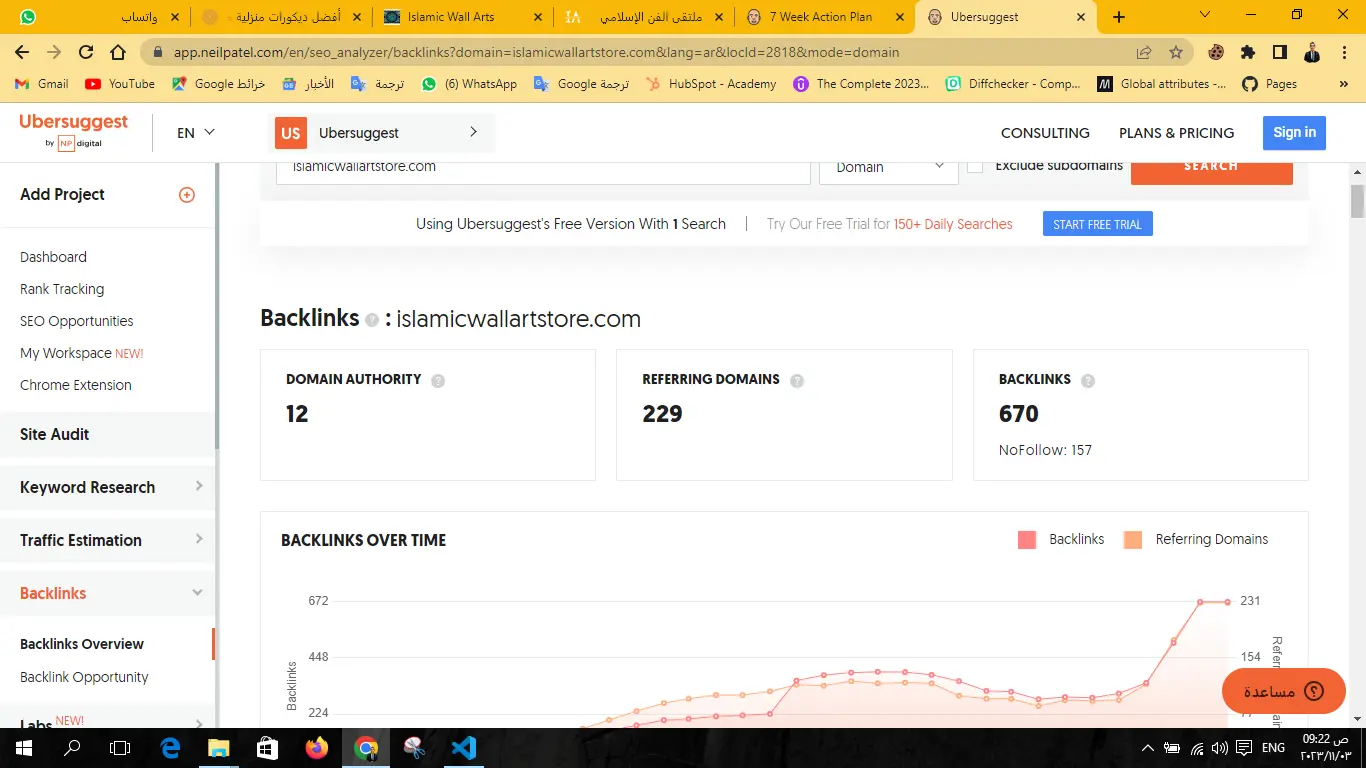 واتساب
أفضل ديكورات منزلية
Islamic Wall Arts
ملتقى الفن الإسلامي
7 Week Action Plan
Ubersuggest
app.neilpatel.com/en/seo_analyzer/backlinks?domain=islamicwallartstore.com&lang=ar&locId=2818&mode=domain
Gmail
YouTube
خرائط Google
الأخبار
ترجمة
(6) WhatsApp
ترجمة Google
HubSpot - Academy
The Complete 2023...
Diffchecker - Comp...
Global attributes -...
Pages
»
Ubersuggest
by NP digital
EN
US Ubersuggest
CONSULTING
PLANS & PRICING
Sign in
islamicwallartstore.com
Domain
Exclude subdomains
SEARCH
Using Ubersuggest's Free Version With 1 Search
Try Our Free Trial for 150+ Daily Searches
START FREE TRIAL
Add Project
Dashboard
Rank Tracking
SEO Opportunities
My Workspace NEW!
Chrome Extension
Site Audit
Keyword Research
Traffic Estimation
Backlinks
Backlinks Overview
Backlink Opportunity
Labs NEW!
Backlinks ? : islamicwallartstore.com
DOMAIN AUTHORITY ?
12
REFERRING DOMAINS ?
229
BACKLINKS ?
670
NoFollow: 157
BACKLINKS OVER TIME
Backlinks
Referring Domains
672
448
224
Backlinks
231
154
مساعدة
ENG
09:22 ص
٢٠٢٣/١١/٠٣